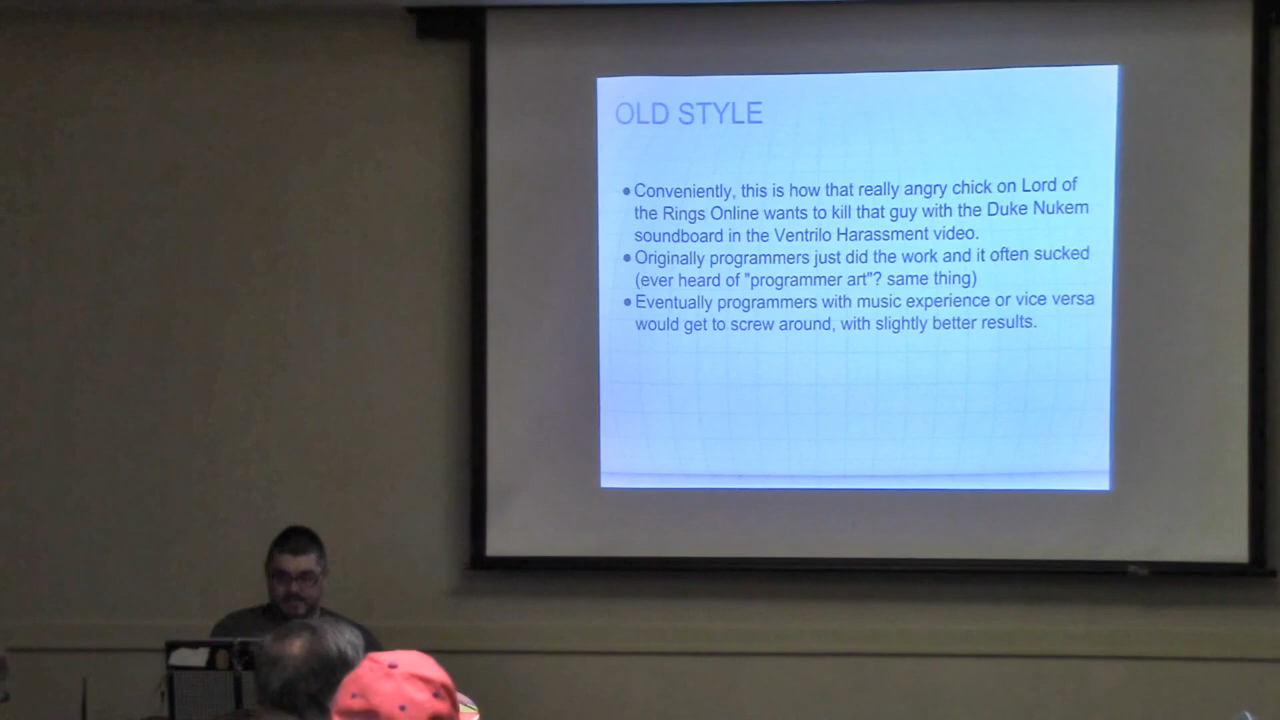 OLD STYLE
• Conveniently, this is how that really angry chick on Lord of
the Rings Online wants to kill that guy with the Duke Nukem
soundboard in the Ventrilo Harassment video.
• Originally programmers just did the work and it often sucked
(ever heard of "programmer art"? same thing)
• Eventually programmers with music experience or vice versa
would get to screw around, with slightly better results.